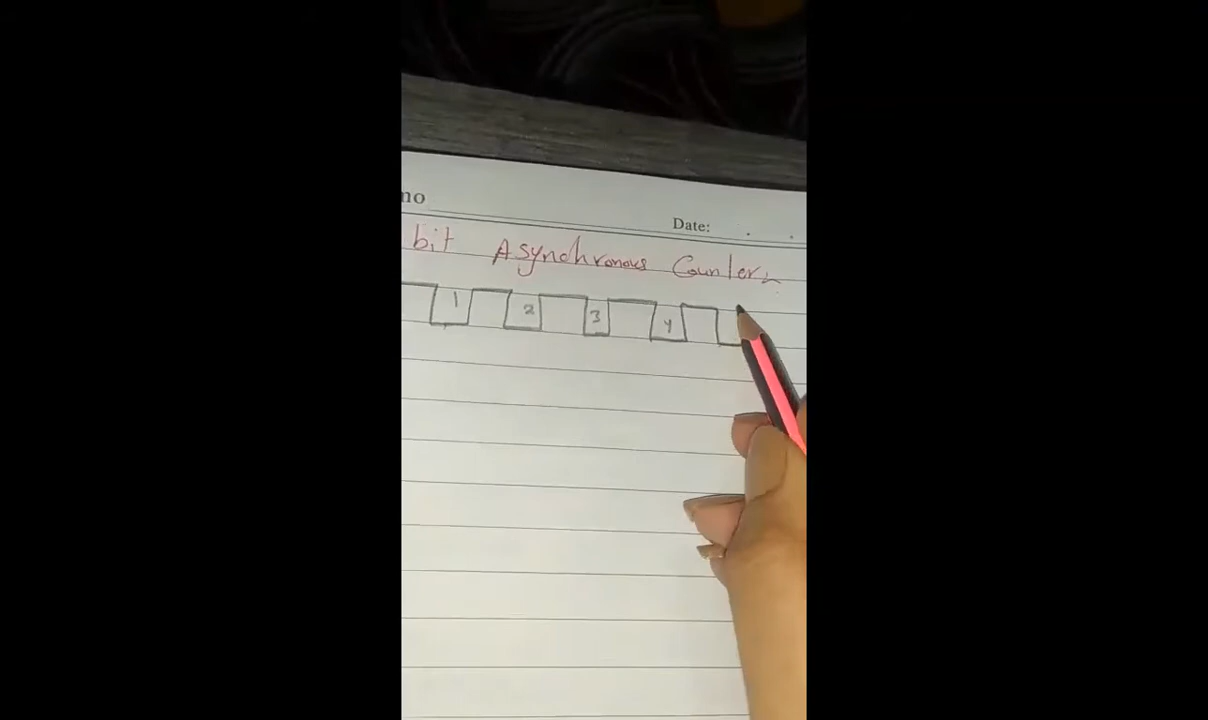 no
Date: . .
bit Asynchronous Counter
1 2 3 4